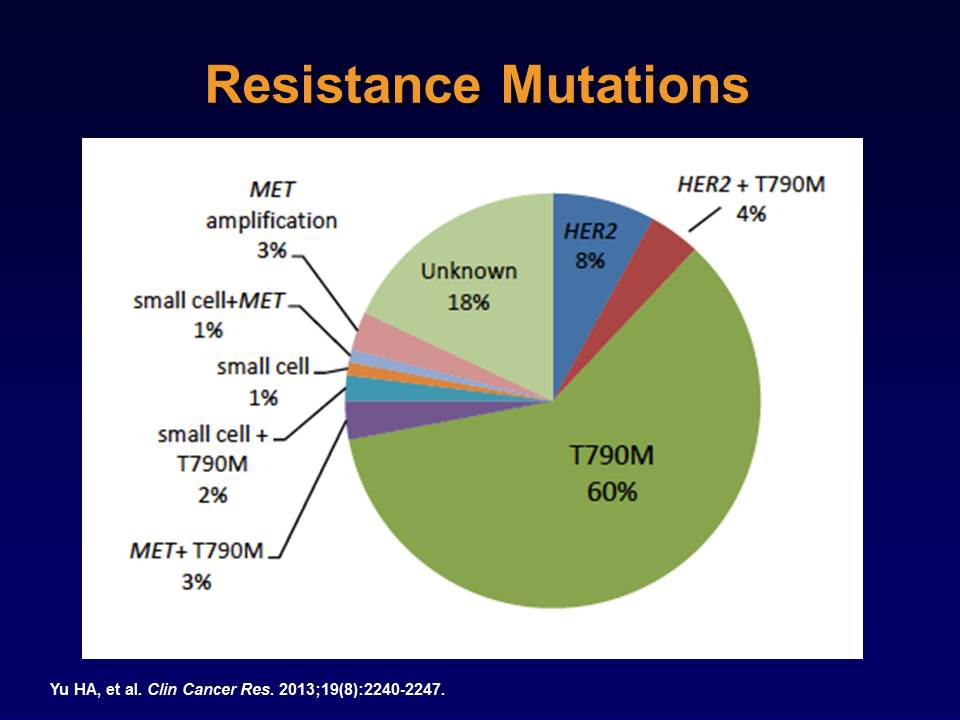 Resistance Mutations
MET
amplification
3%
HER2 + T790M
4%
HER2
8%
Unknown
18%
small cell+MET
1%
small cell
1%
small cell +
T790M
2%
T790M
60%
MET+ T790M
3%
Yu HA, et al. Clin Cancer Res. 2013;19(8):2240-2247.